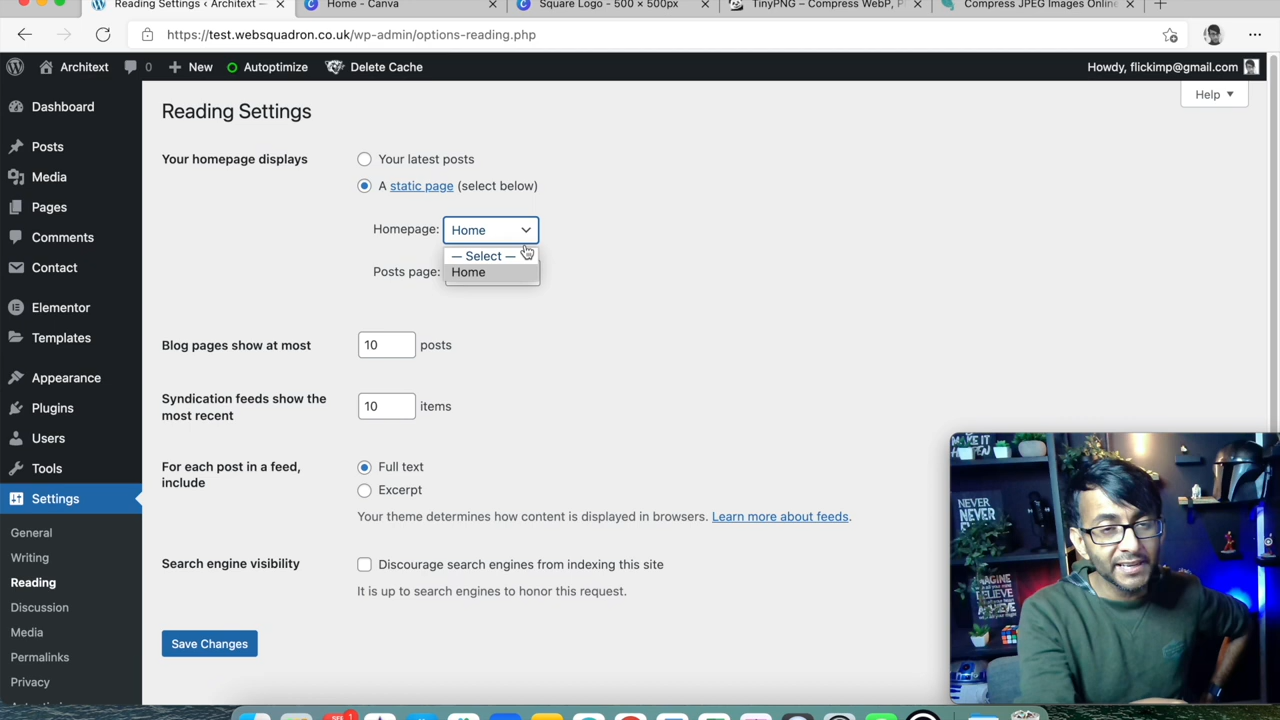 Reading Settings ‹ Architext —
Home - Canva
Square Logo - 500 × 500px
TinyPNG – Compress WebP, P
Compress JPEG Images Online
https://test.websquadron.co.uk/wp-admin/options-reading.php
Architext
0
New
Autoptimize
Delete Cache
Howdy, flickimp@gmail.com
Help
Dashboard
Posts
Media
Pages
Comments
Contact
Elementor
Templates
Appearance
Plugins
Users
Tools
Settings
General
Writing
Reading
Discussion
Media
Permalinks
Privacy
Reading Settings
Your homepage displays
Your latest posts
A static page (select below)
Homepage: Home
— Select —
Home
Posts page:
Blog pages show at most
10 posts
Syndication feeds show the
most recent
10 items
For each post in a feed,
include
Full text
Excerpt
Your theme determines how content is displayed in browsers. Learn more about feeds.
Search engine visibility
Discourage search engines from indexing this site
It is up to search engines to honor this request.
Save Changes
MAKE IT
HAPPEN
NEVER
NEVER
IMAGINE
BELIEVE
ACHIEVE